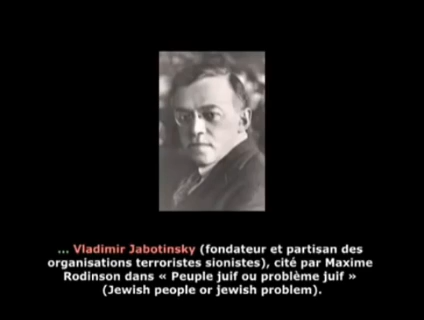 ... Vladimir Jabotinsky (fondateur et partisan des
organisations terroristes sionistes), cité par Maxime
Rodinson dans « Peuple juif ou problème juif »
(Jewish people or jewish problem).